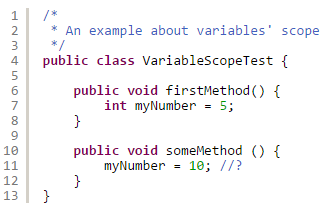 1 /*
2  * An example about variables' scope
3  */
4 public class VariableScopeTest {
5
6     public void firstMethod() {
7         int myNumber = 5;
8     }
9
10     public void someMethod () {
11         myNumber = 10; //?
12     }
13 }